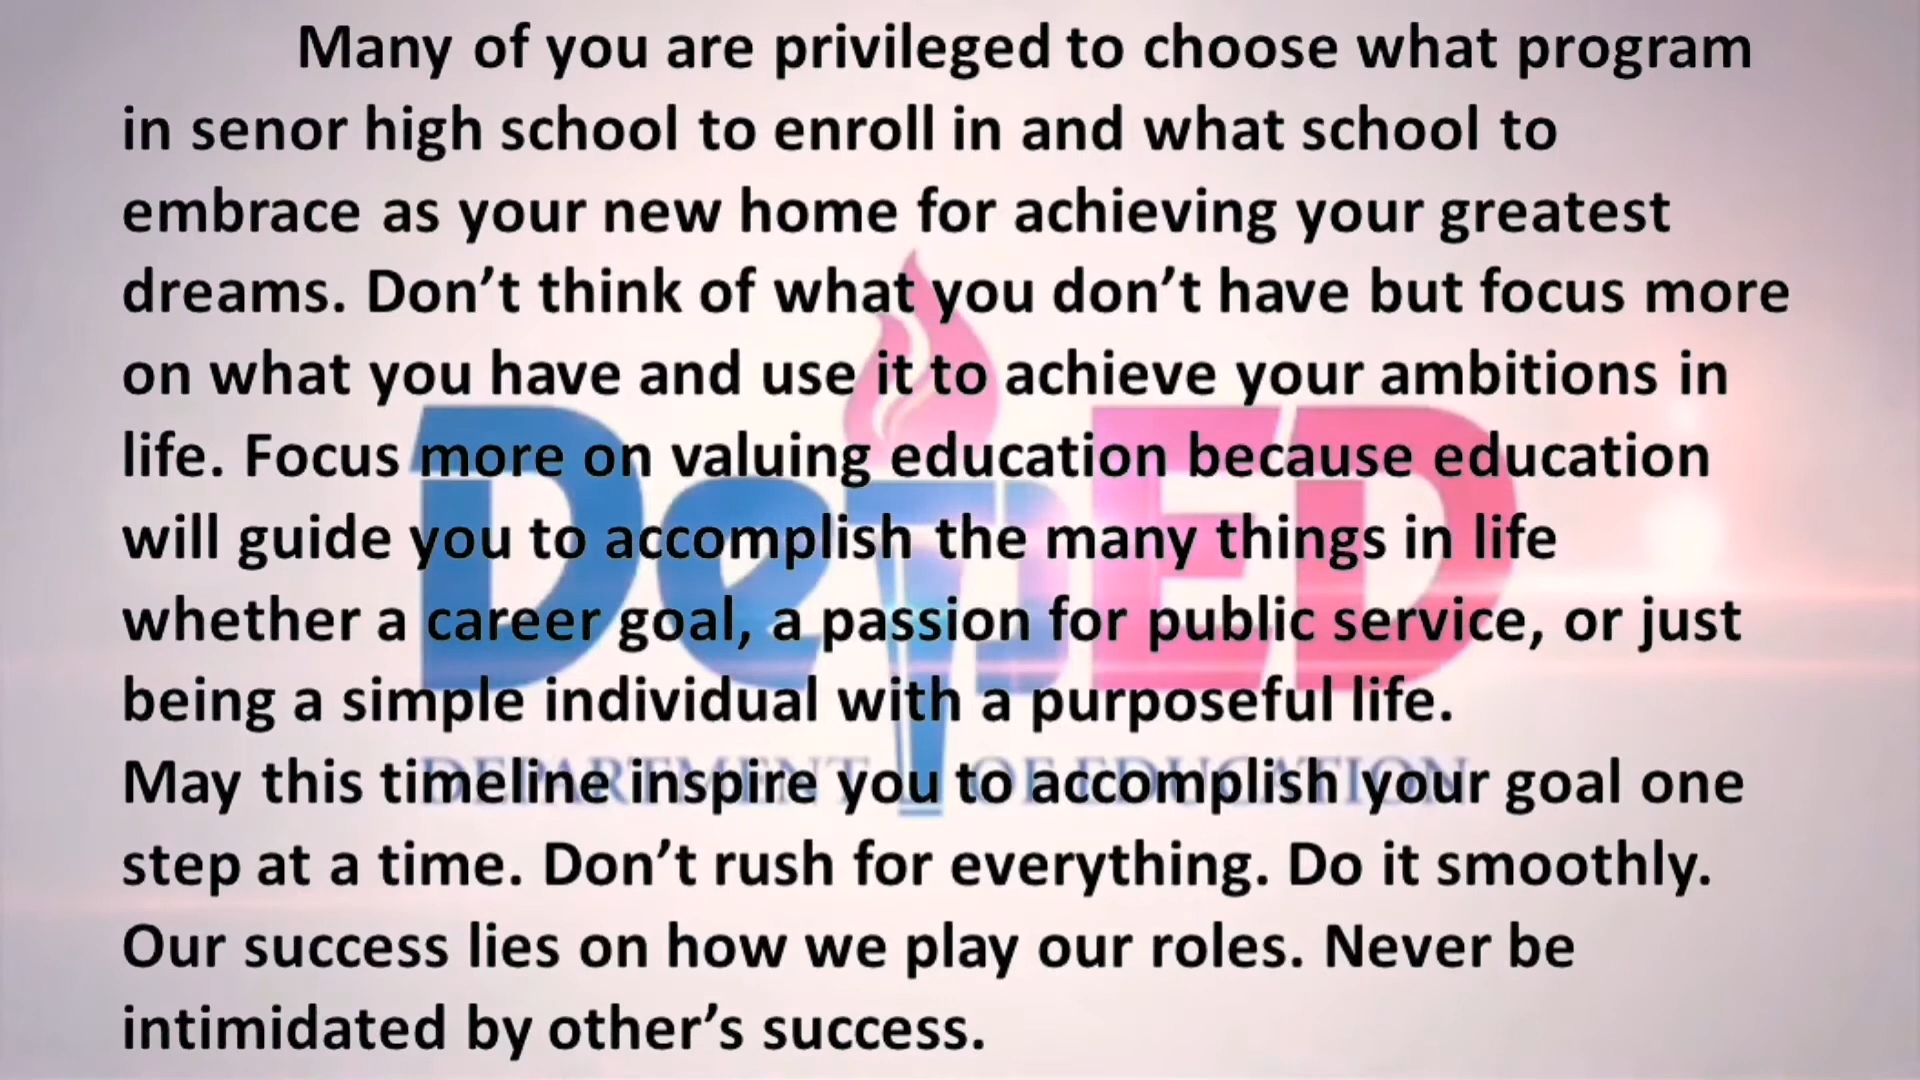 Many of you are privileged to choose what program
in senor high school to enroll in and what school to
embrace as your new home for achieving your greatest
dreams. Don’t think of what you don’t have but focus more
on what you have and use it to achieve your ambitions in
life. Focus more on valuing education because education
will guide you to accomplish the many things in life
whether a career goal, a passion for public service, or just
being a simple individual with a purposeful life.
May this timeline inspire you to accomplish your goal one
step at a time. Don’t rush for everything. Do it smoothly.
Our success lies on how we play our roles. Never be
intimidated by other’s success.
DepED
DEPARTMENT OF EDUCATION